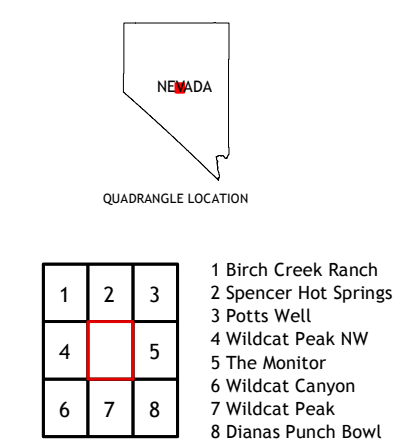 NEVADA
QUADRANGLE LOCATION
1 2 3
4 5
6 7 8
1 Birch Creek Ranch
2 Spencer Hot Springs
3 Potts Well
4 Wildcat Peak NW
5 The Monitor
6 Wildcat Canyon
7 Wildcat Peak
8 Dianas Punch Bowl